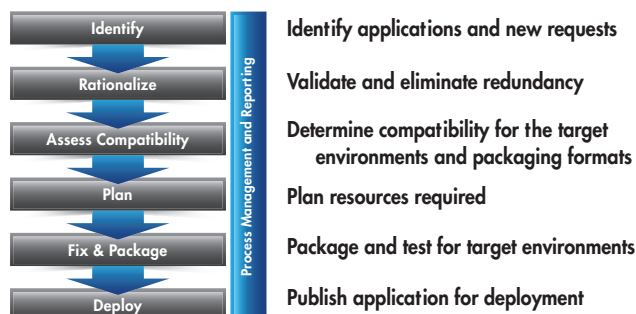 Identify
Identify applications and new requests
Rationalize
Validate and eliminate redundancy
Assess Compatibility
Determine compatibility for the target
environments and packaging formats
Plan
Plan resources required
Fix & Package
Package and test for target environments
Deploy
Publish application for deployment
Process Management and Reporting